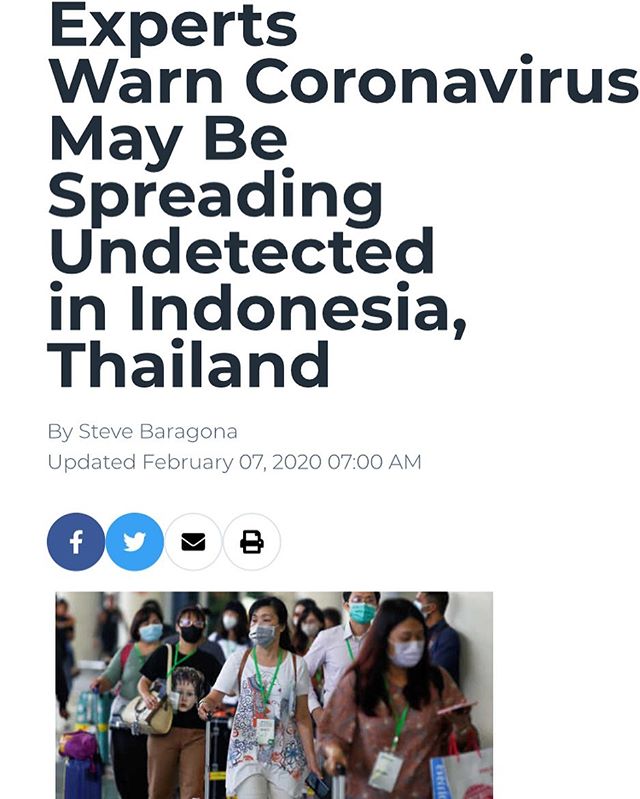 Experts
Warn Coronavirus
May Be
Spreading
Undetected
in Indonesia,
Thailand
By Steve Baragona
Updated February 07, 2020 07:00 AM